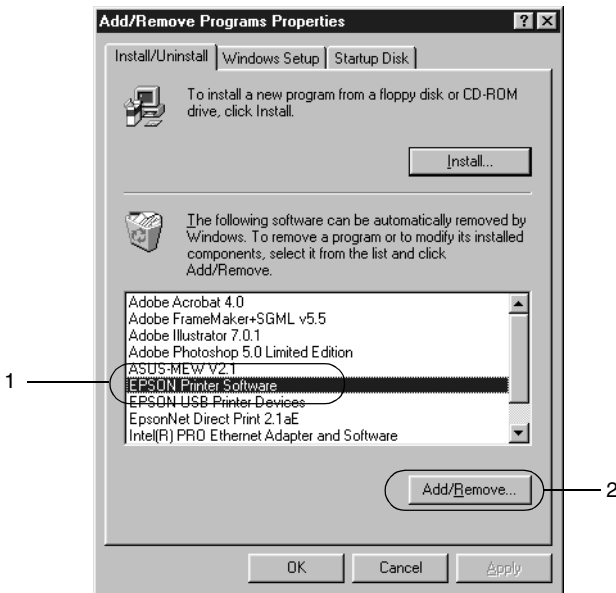 Add/Remove Programs Properties
Install/Uninstall Windows Setup Startup Disk
To install a new program from a floppy disk or CD-ROM
drive, click Install.
Install...
The following software can be automatically removed by
Windows. To remove a program or to modify its installed
components, select it from the list and click
Add/Remove.
Adobe Acrobat 4.0
Adobe FrameMaker+SGML v5.5
Adobe Illustrator 7.0.1
Adobe Photoshop 5.0 Limited Edition
ASUS-MEW V2.1
1
EPSON Printer Software
EPSON USB Printer Devices
EpsonNet Direct Print 2.1aE
Intel(R) PRO Ethernet Adapter and Software
Add/Remove...
2
OK Cancel Apply